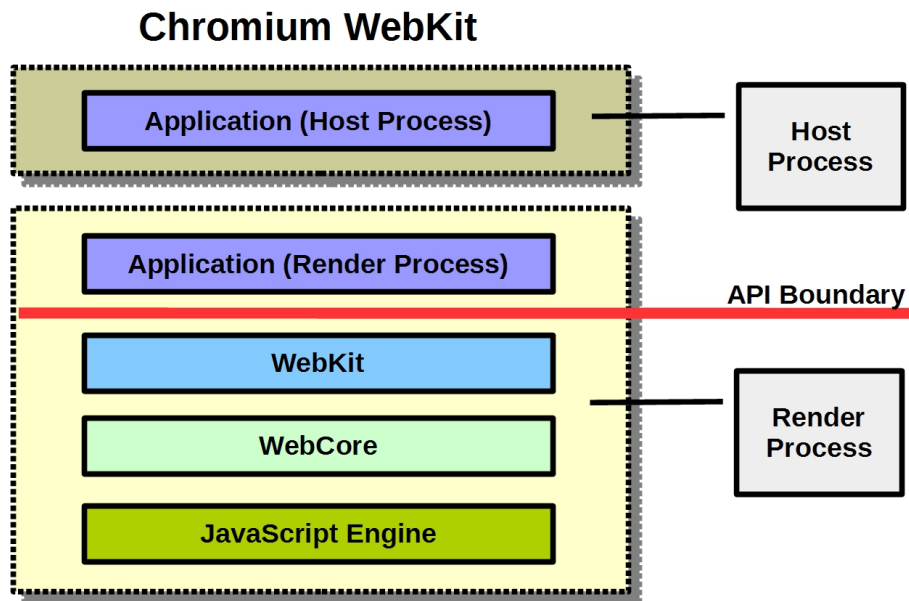 Chromium WebKit
Application (Host Process)
Host
Process
Application (Render Process)
API Boundary
WebKit
Render
Process
WebCore
JavaScript Engine